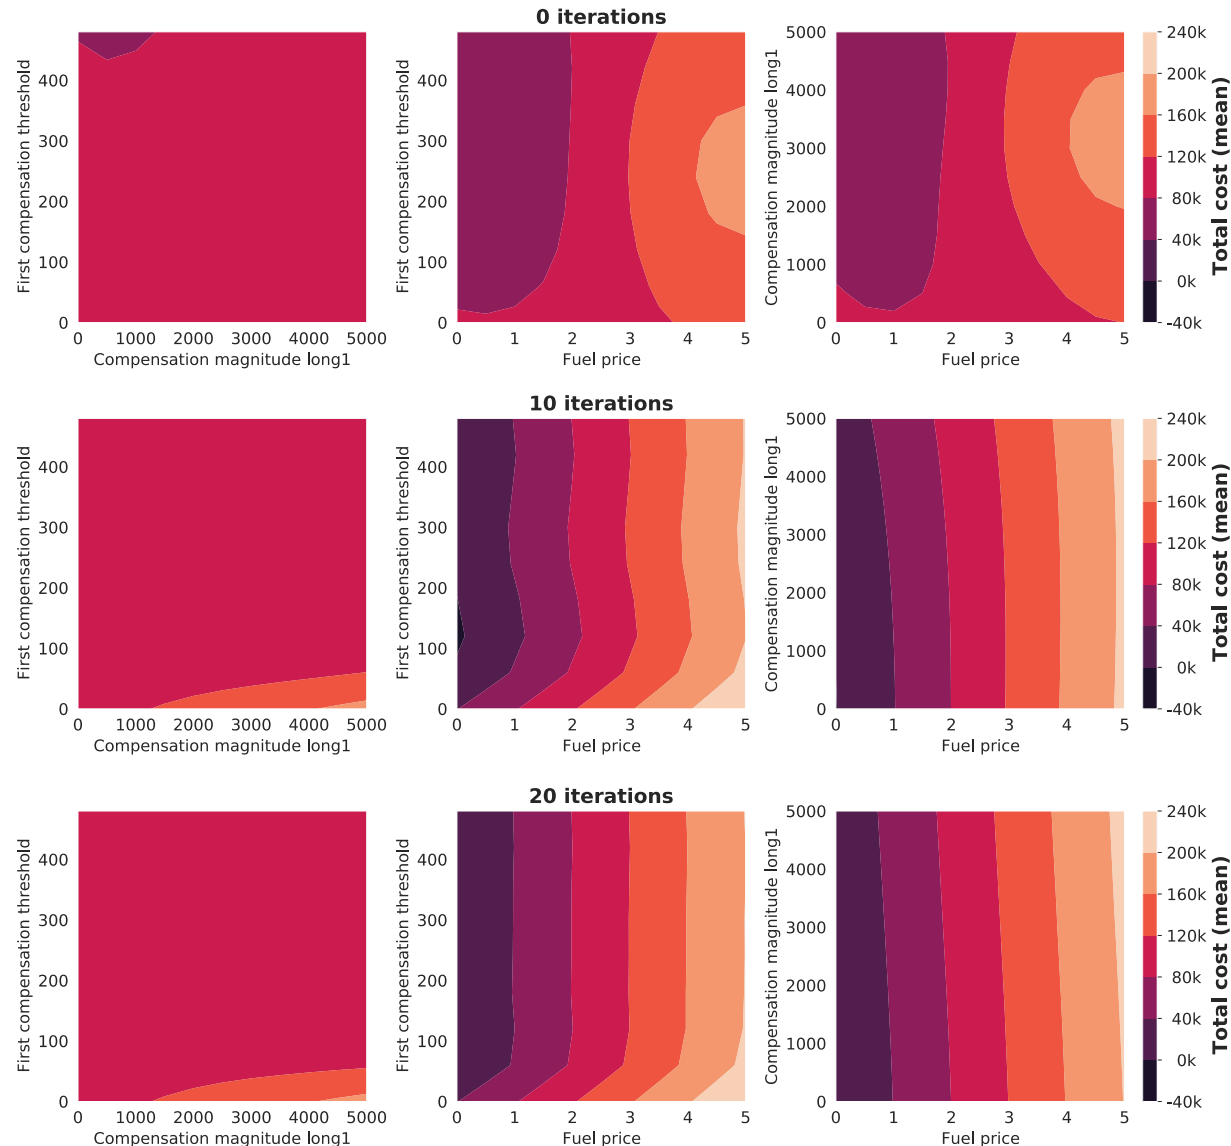 0 iterations
First compensation threshold
400
300
200
100
0
0 1000 2000 3000 4000 5000
Compensation magnitude long1
First compensation threshold
400
300
200
100
0
0 1 2 3 4 5
Fuel price
Compensation magnitude long1
5000
4000
3000
2000
1000
0
0 1 2 3 4 5
Fuel price
240k
200k
160k
120k
80k
40k
0k
-40k
Total cost (mean)
10 iterations
First compensation threshold
400
300
200
100
0
0 1000 2000 3000 4000 5000
Compensation magnitude long1
First compensation threshold
400
300
200
100
0
0 1 2 3 4 5
Fuel price
Compensation magnitude long1
5000
4000
3000
2000
1000
0
0 1 2 3 4 5
Fuel price
240k
200k
160k
120k
80k
40k
0k
-40k
Total cost (mean)
20 iterations
First compensation threshold
400
300
200
100
0
0 1000 2000 3000 4000 5000
Compensation magnitude long1
First compensation threshold
400
300
200
100
0
0 1 2 3 4 5
Fuel price
Compensation magnitude long1
5000
4000
3000
2000
1000
0
0 1 2 3 4 5
Fuel price
240k
200k
160k
120k
80k
40k
0k
-40k
Total cost (mean)